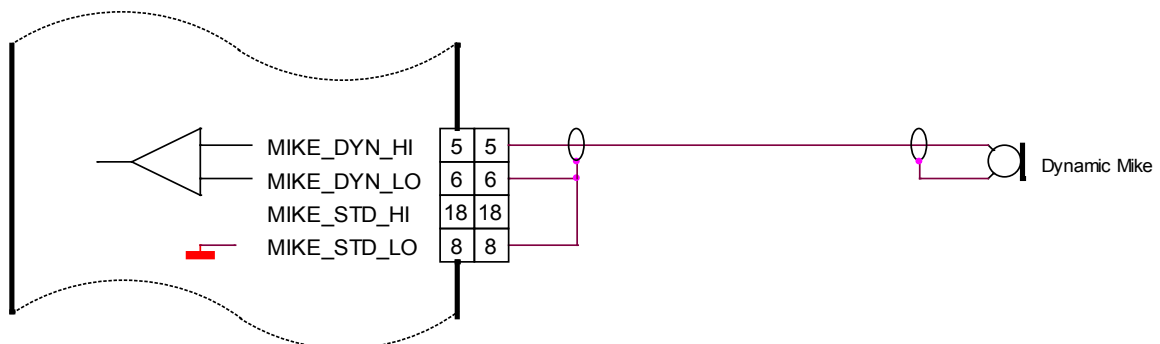 MIKE_DYN_HI 5 5
MIKE_DYN_LO 6 6
MIKE_STD_HI 18 18
MIKE_STD_LO 8 8
Dynamic Mike